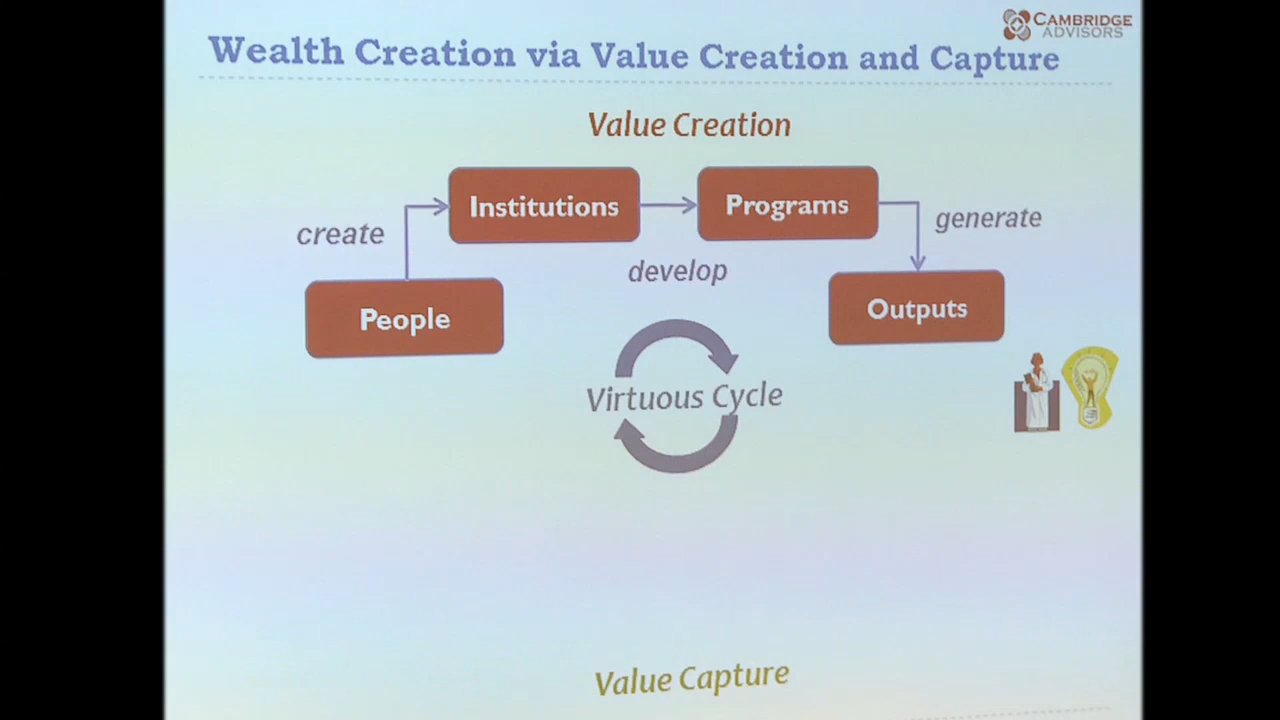 CAMBRIDGE
ADVISORS
Wealth Creation via Value Creation and Capture
Value Creation
Institutions
Programs
create
generate
develop
People
Outputs
Virtuous Cycle
Value Capture